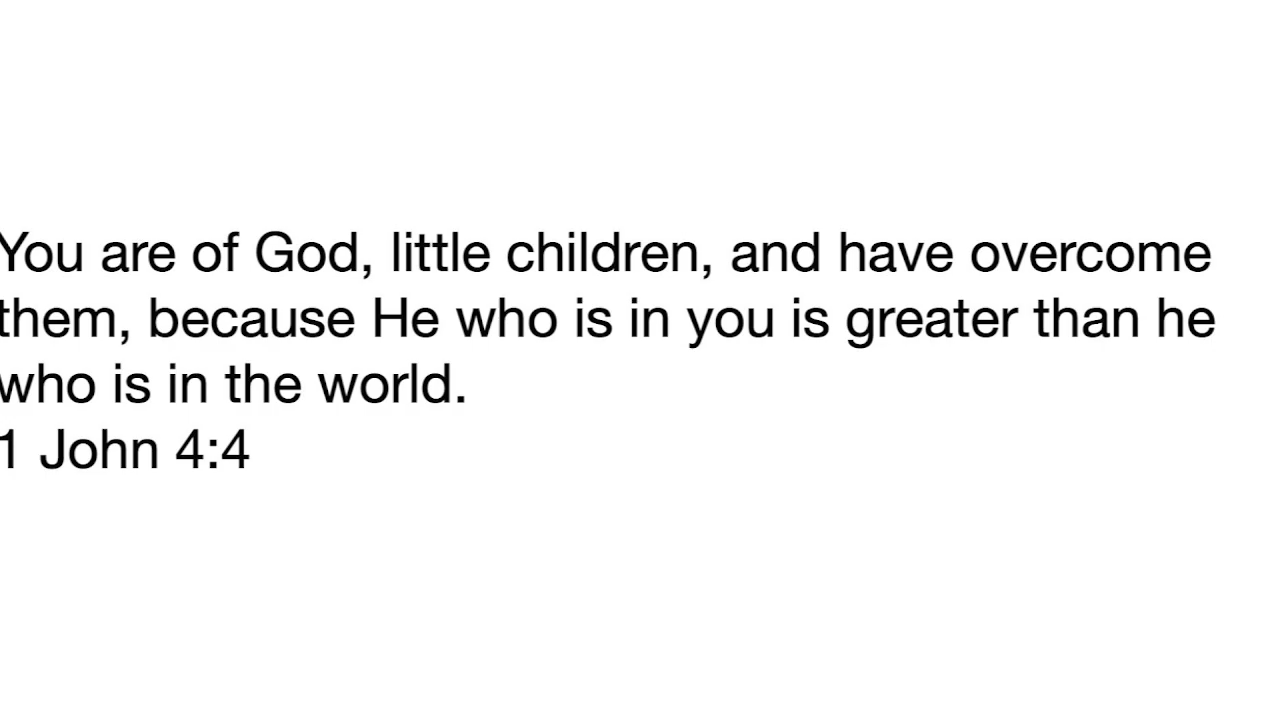 You are of God, little children, and have overcome
them, because He who is in you is greater than he
who is in the world.
1 John 4:4